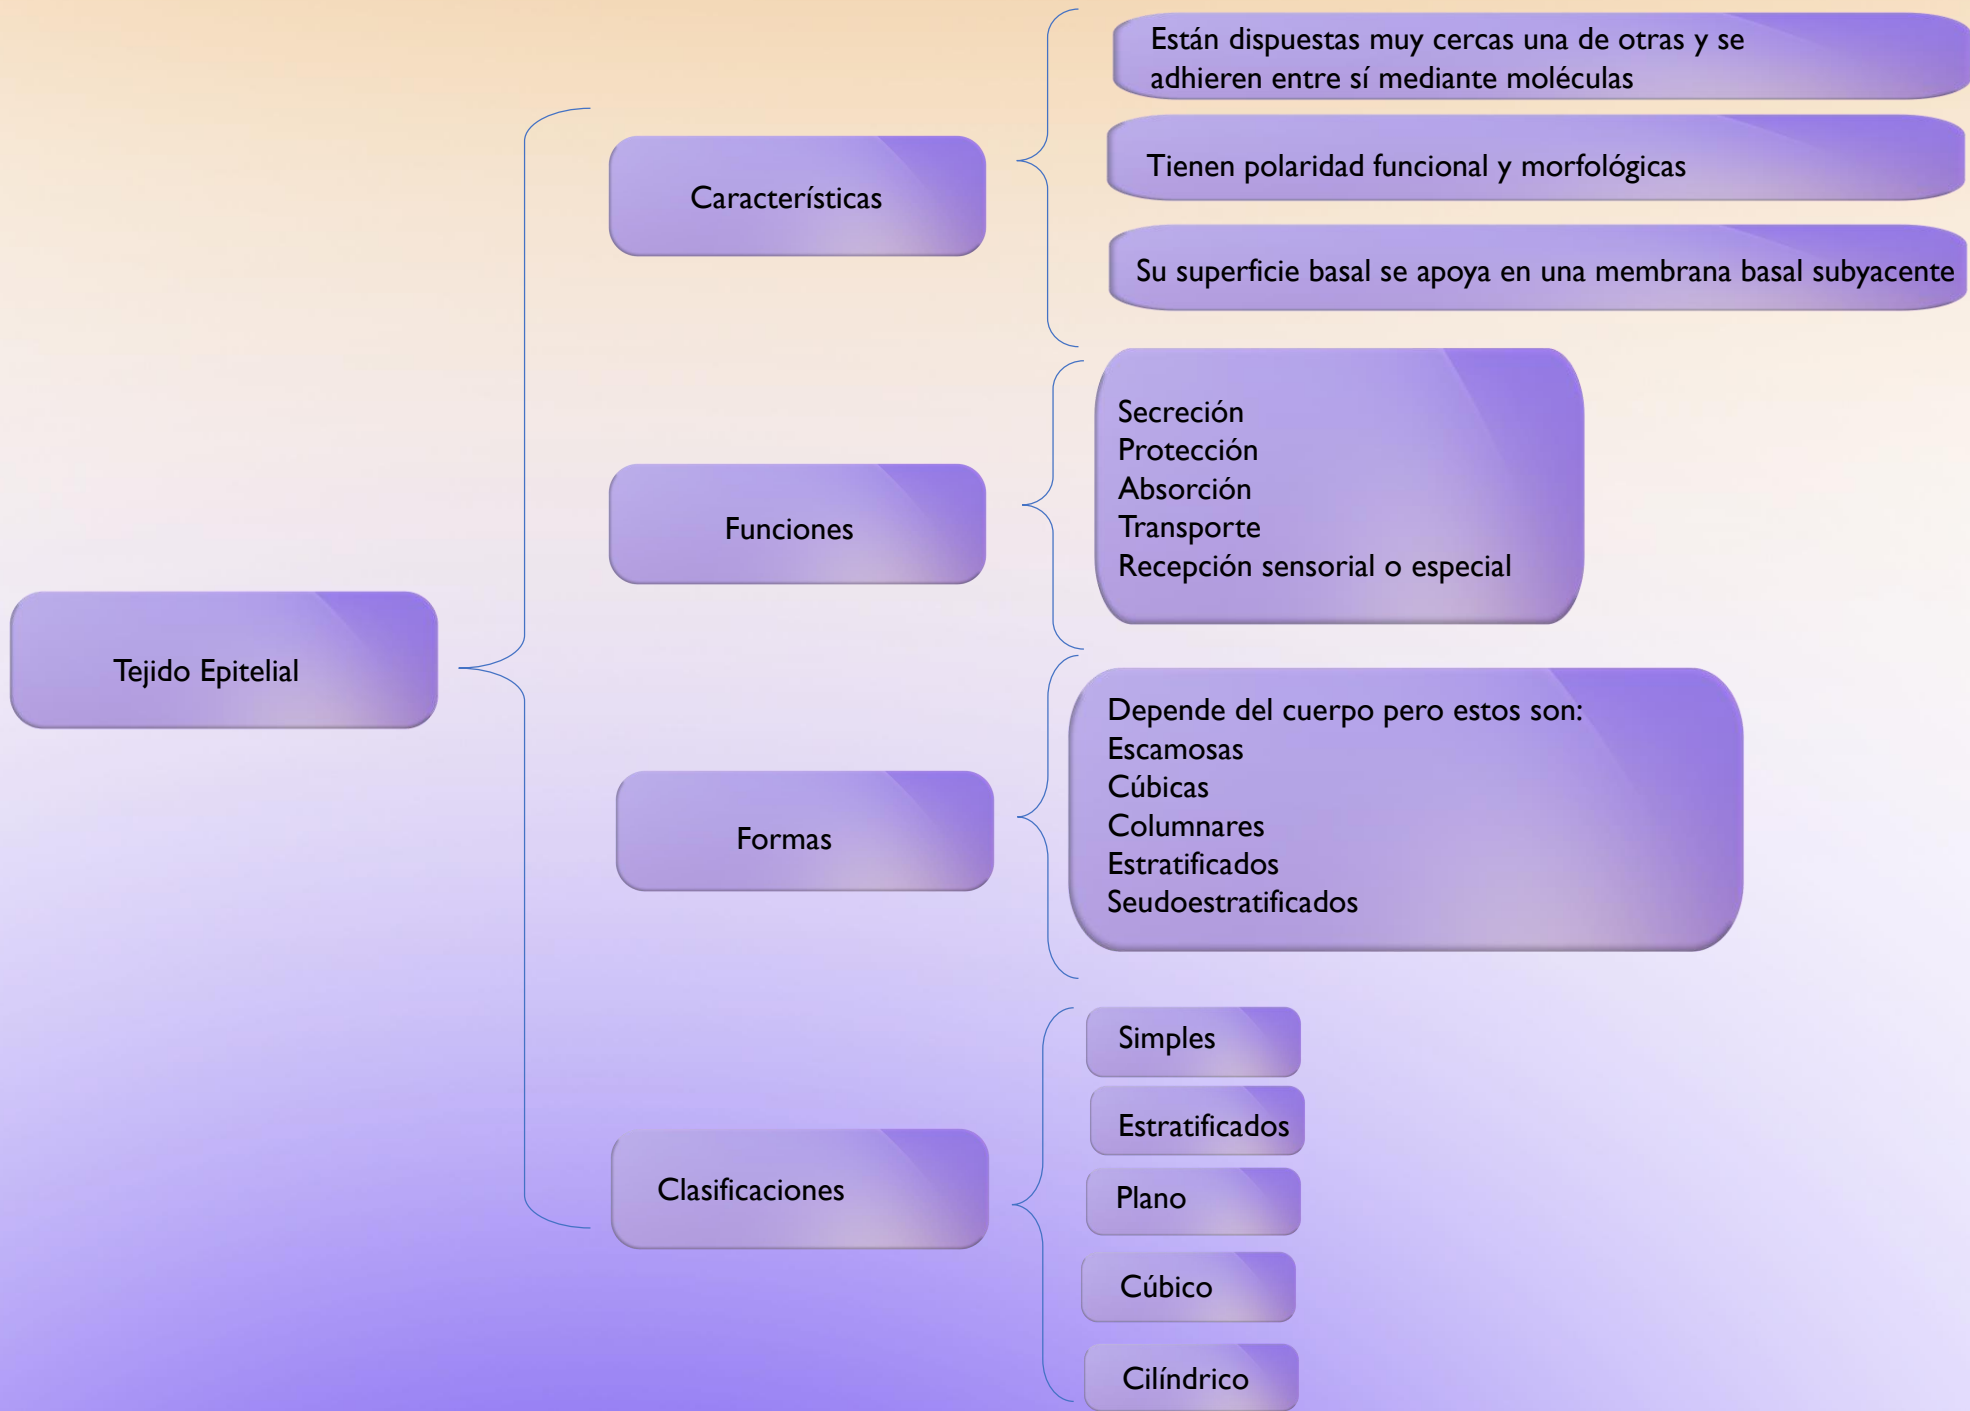 Tejido Epitelial
Característicias
Están dispuestas muy cercas una de otras y se
adhieren entre sí mediante moléculas
Tienen polaridad funcional y morfológicas
Su superficie basal se apoya en una membrana basal subyacente
Funciones
Secreción
Protección
Absorción
Transporte
Recepción sensorial o especial
Formas
Depende del cuerpo pero estos son:
Escamosas
Cúbicas
Columnares
Estratificados
Seudoestratificados
Clasificaciones
Simples
Estratificados
Plano
Cúbico
Cilíndrico